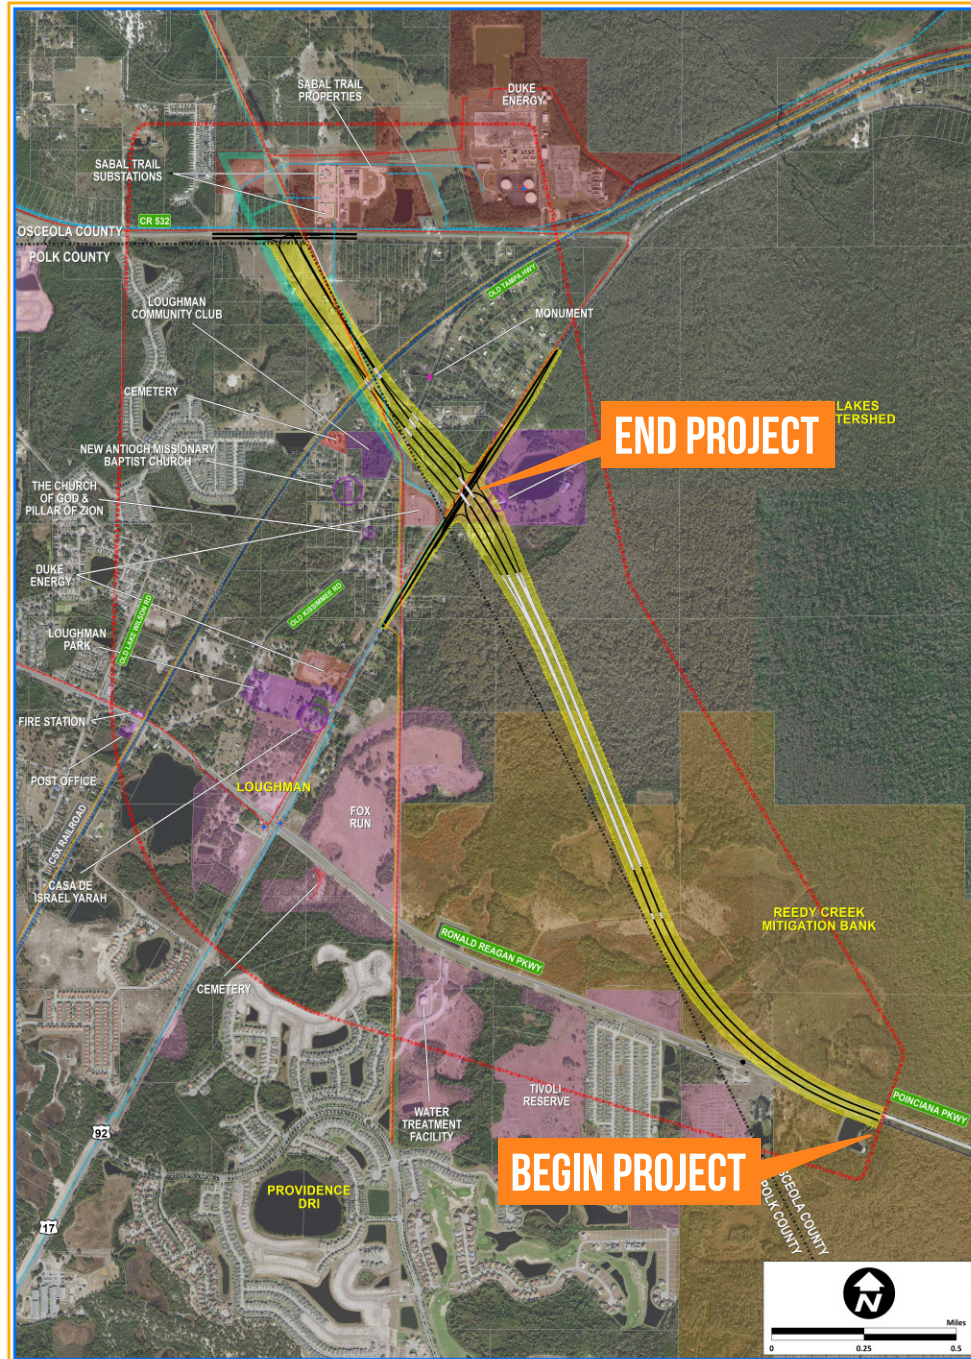 SABAL TRAIL
PROPERTIES
DUKE
ENERGY
SABAL TRAIL
SUBSTATIONS
CR 532
OSCEOLA COUNTY
POLK COUNTY
OLD TAMPA HWY
LOUGHMAN
COMMUNITY CLUB
MONUMENT
CEMETERY
LAKES
END PROJECT
NEW ANTIOCH MISSIONARY
BAPTIST CHURCH
THE CHURCH
OF GOD &
PILLAR OF ZION
DUKE
ENERGY
OLD KISSIMMEE RD
OLD LAKE WILSON RD
LOUGHMAN
PARK
FIRE STATION
POST OFFICE
LOUGHMAN
FOX
RUN
CSX RAILROAD
CASA DE
ISRAEL YARAH
REEDY CREEK
MITIGATION BANK
RONALD REAGAN PKWY
CEMETERY
TIVOLI
RESERVE
POINCIANA PKWY
WATER
TREATMENT
FACILITY
92
BEGIN PROJECT
PROVIDENCE
DRI
POLK COUNTY
17
N
Miles
0 0.25 0.5